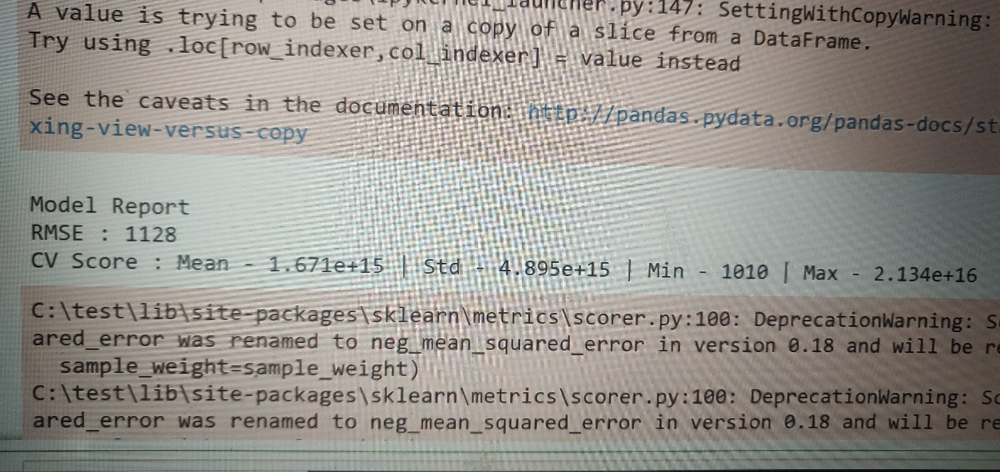 launcher.py:147: SettingWithCopyWarning:
A value is trying to be set on a copy of a slice from a DataFrame.
Try using .loc[row_indexer,col_indexer] = value instead
See the caveats in the documentation: http://pandas.pydata.org/pandas-docs/st
xing-view-versus-copy
Model Report
RMSE : 1128
CV Score : Mean - 1.671e+15 | Std - 4.895e+15 | Min - 1010 | Max - 2.134e+16
C:\test\lib\site-packages\sklearn\metrics\scorer.py:100: DeprecationWarning: Sc
ared_error was renamed to neg_mean_squared_error in version 0.18 and will be re
sample_weight=sample_weight)
C:\test\lib\site-packages\sklearn\metrics\scorer.py:100: DeprecationWarning: Sc
ared_error was renamed to neg_mean_squared_error in version 0.18 and will be re